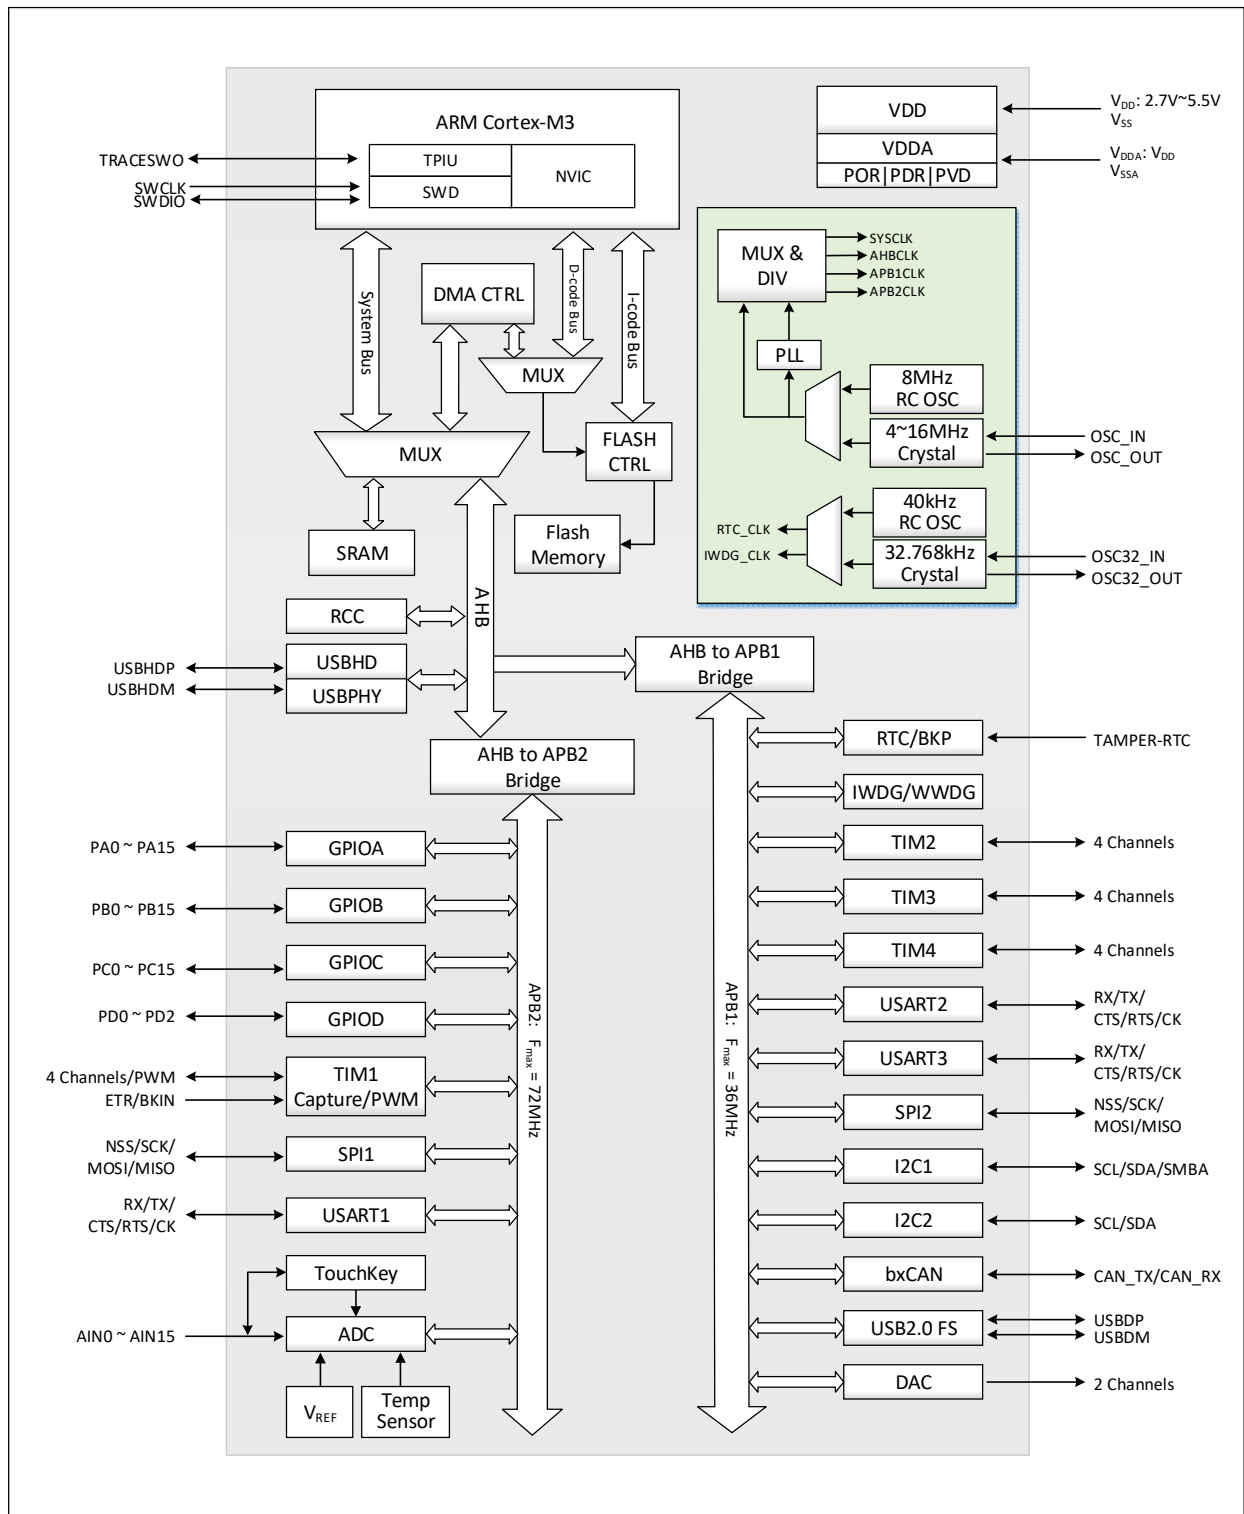 ARM Cortex-M3
TPIU
SWD
NVIC
TRACESWO
SWCLK
SWDIO
VDD
VDDA
POR|PDR|PVD
VDD: 2.7V~5.5V
VSS
VDDA: VDD
VSSA
System Bus
DMA CTRL
D-code Bus
I-code Bus
MUX
MUX
FLASH
CTRL
SRAM
Flash
Memory
MUX &
DIV
SYSCLK
AHBCLK
APB1CLK
APB2CLK
PLL
8MHz
RC OSC
4~16MHz
Crystal
OSC_IN
OSC_OUT
40kHz
RC OSC
32.768kHz
Crystal
RTC_CLK
IWDG_CLK
OSC32_IN
OSC32_OUT
AHB
RCC
USBHD
USBPHY
USBHDP
USBHDM
AHB to APB1
Bridge
AHB to APB2
Bridge
PA0 ~ PA15
GPIOA
PB0 ~ PB15
GPIOB
PC0 ~ PC15
GPIOC
PD0 ~ PD2
GPIOD
4 Channels/PWM
ETR/BKIN
TIM1
Capture/PWM
NSS/SCK/
MOSI/MISO
SPI1
RX/TX/
CTS/RTS/CK
USART1
TouchKey
AIN0 ~ AIN15
ADC
VREF
Temp
Sensor
APB2: Fmax = 72MHz
APB1: Fmax = 36MHz
RTC/BKP
TAMPER-RTC
IWDG/WWDG
TIM2
4 Channels
TIM3
4 Channels
TIM4
4 Channels
USART2
RX/TX/
CTS/RTS/CK
USART3
RX/TX/
CTS/RTS/CK
SPI2
NSS/SCK/
MOSI/MISO
I2C1
SCL/SDA/SMBA
I2C2
SCL/SDA
bxCAN
CAN_TX/CAN_RX
USB2.0 FS
USBDP
USBDM
DAC
2 Channels